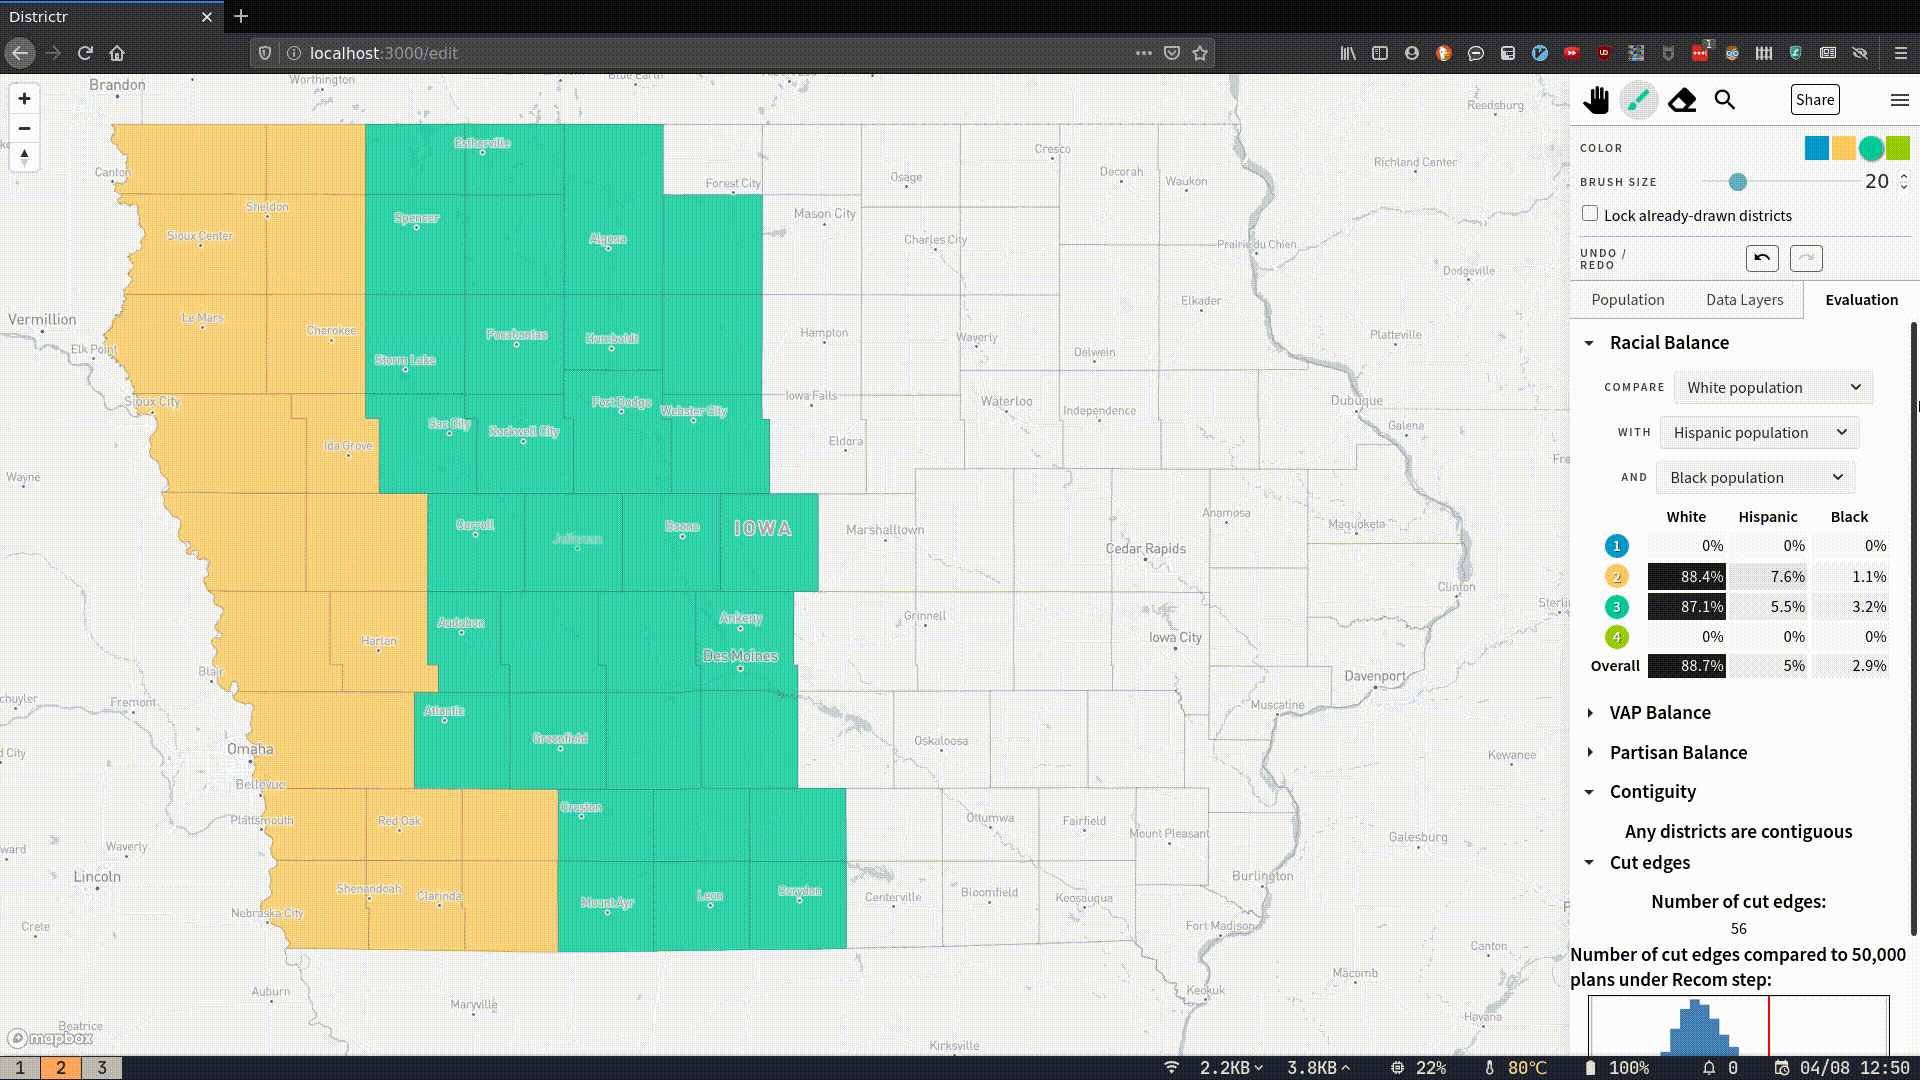 Districtr
localhost:3000/edit
1
Brandon
Worthington
Blue Earth
Reedsburg
Canton
Estherville
Cresco
Decorah
Richland Center
Forest City
Osage
Waukon
Sheldon
Spencer
Mason City
Sioux Center
Algona
Charles City
Prairie du Chien
Dodgeville
Vermillion
Le Mars
Cherokee
Pocahontas
Humboldt
Hampton
Waverly
Elkader
Platteville
Elk Point
Storm Lake
Oelwein
Sioux City
Fort Dodge
Webster City
Iowa Falls
Waterloo
Independence
Dubuque
Sac City
Rockwell City
Galena
Ida Grove
Eldora
Wayne
Carroll
Jefferson
Boone
IOWA
Marshalltown
Anamosa
Maquoketa
Cedar Rapids
Clinton
Audubon
Ankeny
Grinnell
Harlan
Des Moines
Iowa City
Blair
Davenport
Fremont
Atlantic
Muscatine
Omaha
Greenfield
Oskaloosa
Kewanee
Bellevue
Plattsmouth
Red Oak
Creston
Ottumwa
Fairfield
Mount Pleasant
Galesburg
Waverly
Lincoln
Shenandoah
Clarinda
Burlington
Nebraska City
Mount Ayr
Leon
Corydon
Centerville
Bloomfield
Keosauqua
Crete
Fort Madison
Canton
Auburn
Maryville
Keokuk
Macomb
Havana
Beatrice
Kirksville
mapbox
Share
COLOR
BRUSH SIZE 20
Lock already-drawn districts
UNDO /
REDO
Population Data Layers Evaluation
Racial Balance
COMPARE White population
WITH Hispanic population
AND Black population
White Hispanic Black
1 0% 0% 0%
2 88.4% 7.6% 1.1%
3 87.1% 5.5% 3.2%
4 0% 0% 0%
Overall 88.7% 5% 2.9%
VAP Balance
Partisan Balance
Contiguity
Any districts are contiguous
Cut edges
Number of cut edges:
56
Number of cut edges compared to 50,000
plans under Recom step:
1 2 3 2.2KB 3.8KB 22% 80°C 100% 0 04/08 12:50